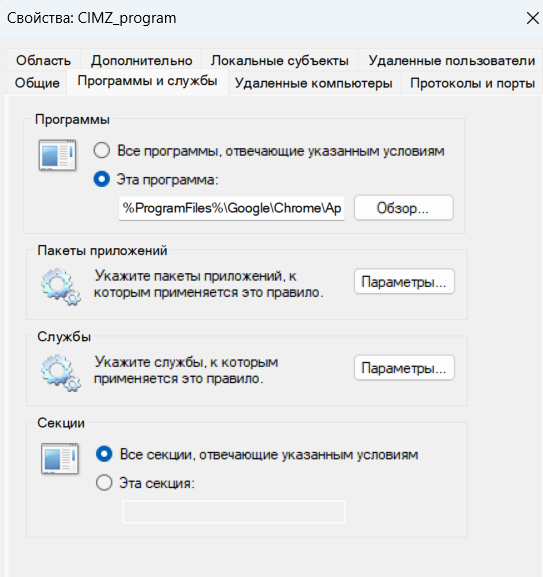 Свойства: CIMZ_program
Область Дополнительно Локальные субъекты Удаленные пользователи
Общие Программы и службы Удаленные компьютеры Протоколы и порты
Программы
Все программы, отвечающие указанным условиям
Эта программа:
%ProgramFiles%\Google\Chrome\Ap Обзор...
Пакеты приложений
Укажите пакеты приложений, к
которым применяется это правило.
Параметры...
Службы
Укажите службы, к которым
применяется это правило.
Параметры...
Секции
Все секции, отвечающие указанным условиям
Эта секция: